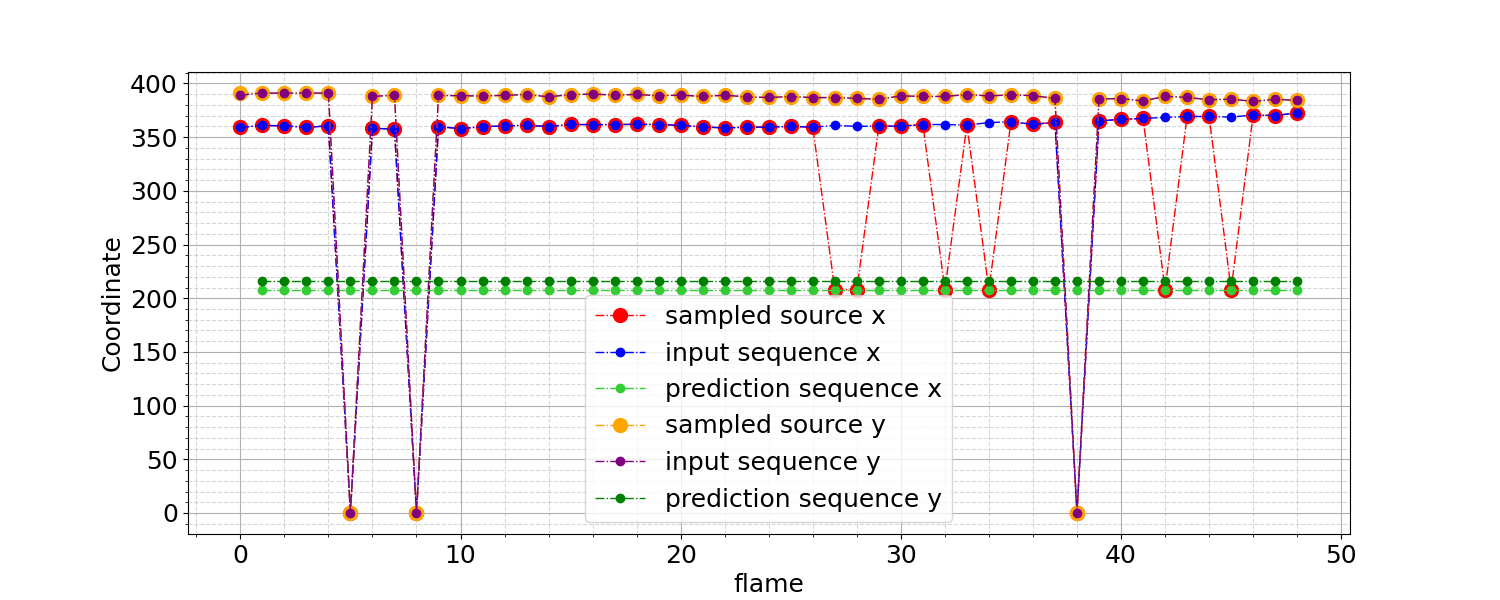 400
350
300
250
200
150
100
50
0
Coordinate
sampled source x
input sequence x
prediction sequence x
sampled source y
input sequence y
prediction sequence y
0 10 20 30 40 50
flame